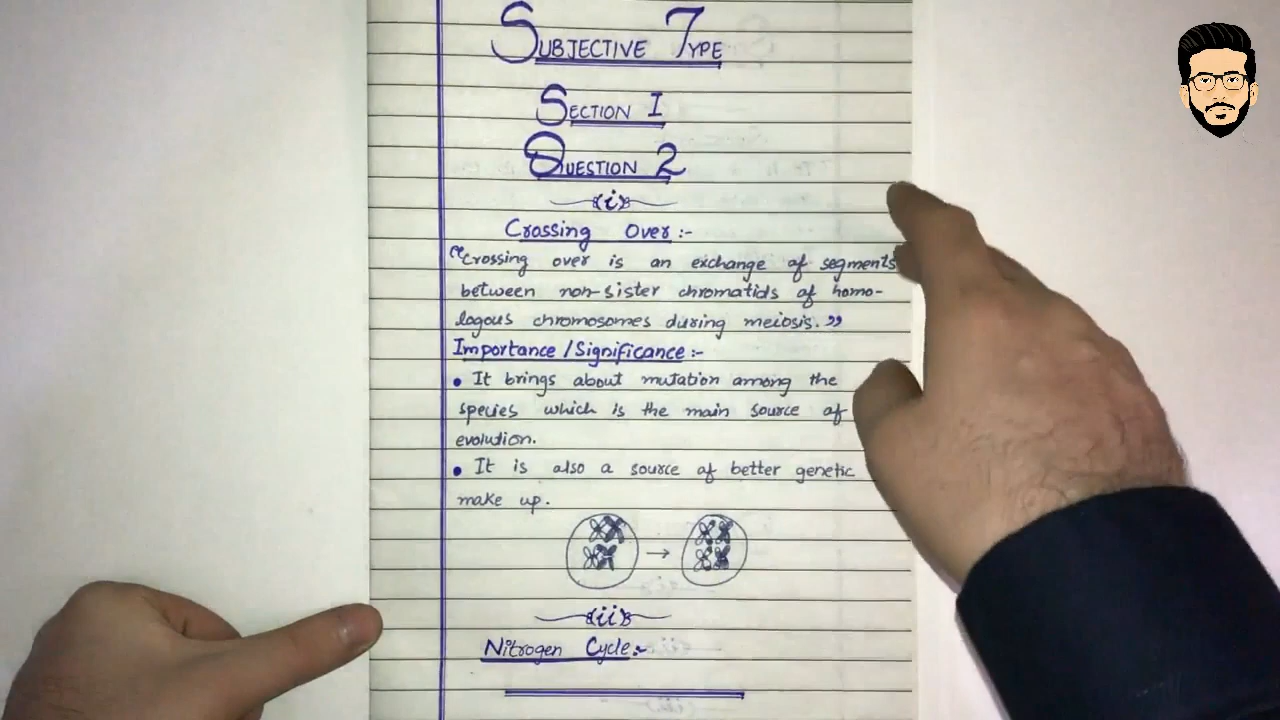 SUBJECTIVE TYPE
SECTION I
QUESTION 2
i
Crossing Over:-
"Crossing over is an exchange of segments
between non-sister chromatids of homo-
logous chromosomes during meiosis."
Importance/Significance:-
• It brings about mutation among the
species which is the main source of
evolution.
• It is also a source of better genetic
make up.
→
ii
Nitrogen Cycle:-